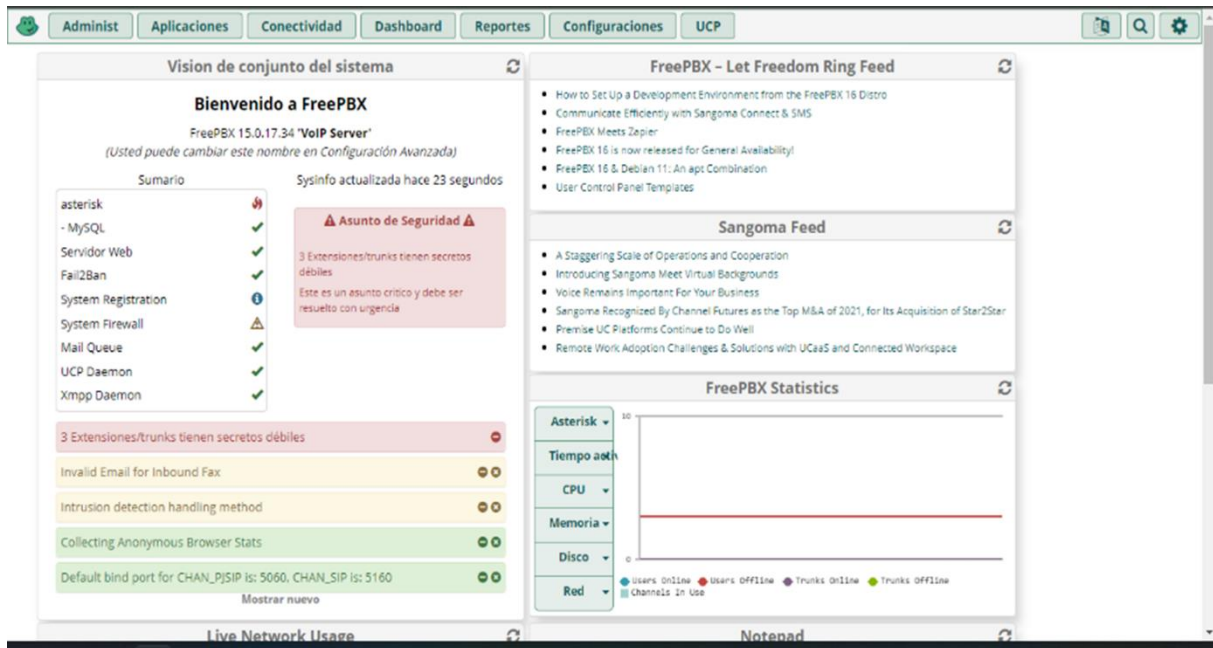 Administ Aplicaciones Conectividad Dashboard Reportes Configuraciones UCP
Vision de conjunto del sistema
Bienvenido a FreePBX
FreePBX 15.0.17.34 'VoIP Server'
(Usted puede cambiar este nombre en Configuración Avanzada)
Sumario
asterisk
- MySQL
Servidor Web
Fail2Ban
System Registration
System Firewall
Mail Queue
UCP Daemon
Xmpp Daemon
Sysinfo actualizada hace 23 segundos
Asunto de Seguridad
3 Extensiones/trunks tienen secretos
débiles
Este es un asunto critico y debe ser
resuelto con urgencia
3 Extensiones/trunks tienen secretos débiles
Invalid Email for Inbound Fax
Intrusion detection handling method
Collecting Anonymous Browser Stats
Default bind port for CHAN_PJSIP is: 5060, CHAN_SIP is: 5160
Mostrar nuevo
Live Network Usage
FreePBX – Let Freedom Ring Feed
How to Set Up a Development Environment from the FreePBX 16 Distro
Communicate Efficiently with Sangoma Connect & SMS
FreePBX Meets Zapier
FreePBX 16 is now released for General Availability!
FreePBX 16 & Debian 11: An apt Combination
User Control Panel Templates
Sangoma Feed
A Staggering Scale of Operations and Cooperation
Introducing Sangoma Meet Virtual Backgrounds
Voice Remains Important For Your Business
Sangoma Recognized By Channel Futures as the Top M&A of 2021, for Its Acquisition of Star2Star
Premise UC Platforms Continue to Do Well
Remote Work Adoption Challenges & Solutions with UCaaS and Connected Workspace
FreePBX Statistics
Asterisk
Tiempo activ
CPU
Memoria
Disco
Red
10
0
Users Online Users Offline Trunks Online Trunks Offline
Channels In Use
Notepad